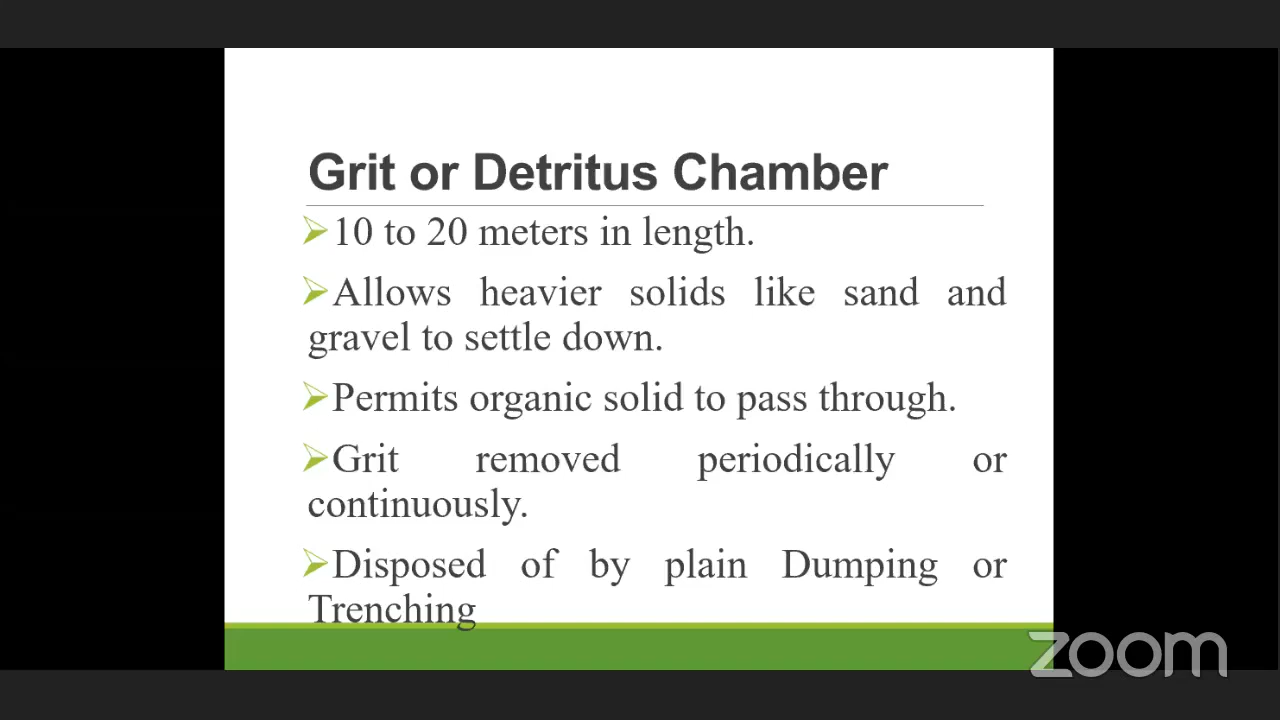 Grit or Detritus Chamber
10 to 20 meters in length.
Allows heavier solids like sand and
gravel to settle down.
Permits organic solid to pass through.
Grit removed periodically or
continuously.
Disposed of by plain Dumping or
Trenching
zoom